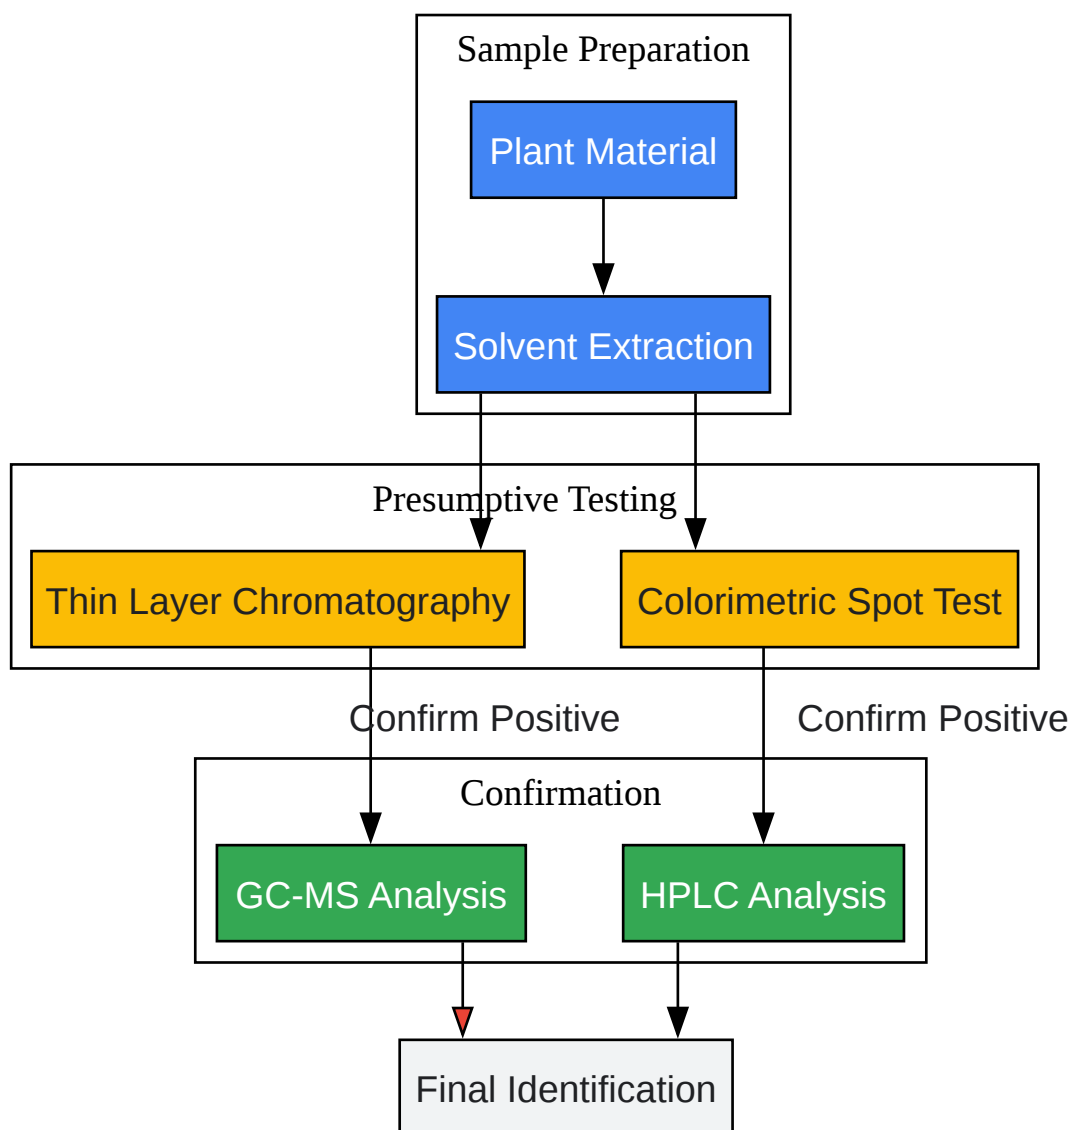 Sample Preparation
Plant Material
Solvent Extraction
Presumptive Testing
Thin Layer Chromatography
Colorimetric Spot Test
Confirm Positive
Confirm Positive
Confirmation
GC-MS Analysis
HPLC Analysis
Final Identification